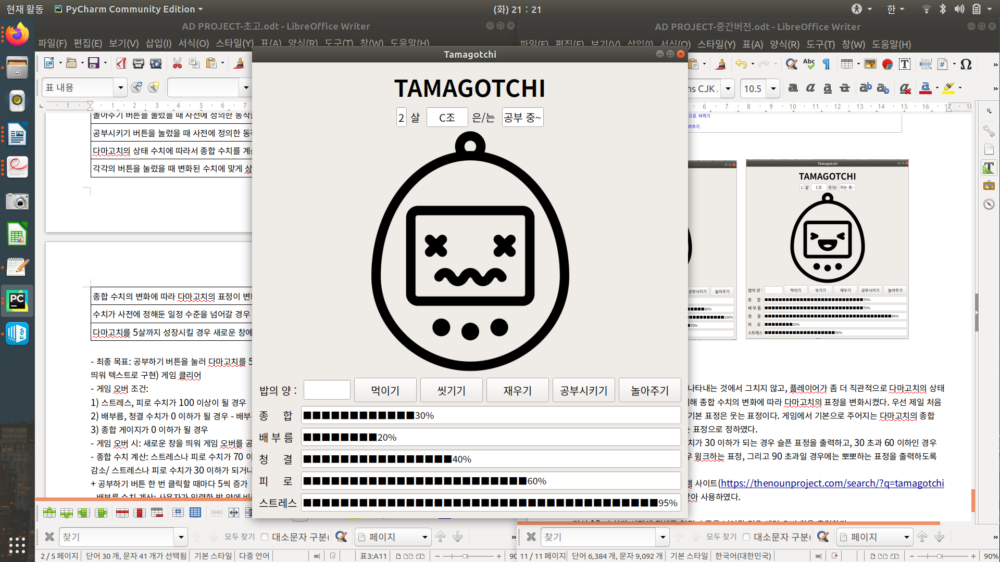 현재 활동
PyCharm Community Edition
(화) 21 : 21
한
AD PROJECT-초고.odt - LibreOffice Writer
파일(F) 편집(E) 보기(V) 삽입(I) 서식(O) 스타일(Y) 표(A) 양식(R) 도구(T) 창(W) 도움말(H)
표 내용
돌아주기 버튼을 눌렀을 때 사전에 정의한
공부시키기 버튼을 눌렀을 때 사전에 정의한
다마고치의 상태 수치에 따라서 종합 수치를
각각의 버튼을 눌렀을 때 변화된 수치에 맞게
종합 수치의 변화에 따라 다마고치의 표정이
수치가 사전에 정해둔 일정 수준을 넘어갈 경우
다마고치를 5살까지 성장시킬 경우 새로운 창에
- 최종 목표: 공부하기 버튼을 눌러 다마고치를
띄워 텍스트로 구현) 게임 클리어
- 게임 오버 조건:
1) 스트레스, 피로 수치가 100 이상이 될 경우
2) 배부름, 청결 수치가 0 이하가 될 경우 -
3) 종합 게이지가 0 이하가 될 경우
- 게임 오버 시: 새로운 창을 띄워 게임 오버를
- 종합 수치 계산: 스트레스나 피로 수치가 70
감소/ 스트레스나 피로 수치가 30 이하가
+ 공부하기 버튼 한 번 클릭할 때마다 5씩 증가
찾기
모두 찾기
대소문자 구분(
페이지
2 / 5 페이지
단어 30 개, 문자 41 개가 선택됨
기본 스타일
다중 언어
표3:A11
Tamagotchi
TAMAGOTCHI
2 살 C조 은/는 공부 중~
밥의 양 :
먹이기 씻기기 재우기 공부시키기 놀아주기
종 합 30%
배 부 름 20%
청 결 40%
피 로 60%
스트레스 95%
AD PROJECT-중간버전.odt - LibreOffice Writer
파일(F) 편집(E) 보기(V) 삽입(I) 서식(O) 스타일(Y) 표(A) 양식(R) 도구(T) 창(W) 도움말(H)
ns CJK
10.5
으로 바뀌기
려주기
공부시키기 놀아주기
80%
100%
70%
Tamagotchi
TAMAGOTCHI
1 살 C조 은/는 자는 중~
밥의 양 : 먹이기 씻기기 재우기 공부시키기 놀아주기
종 합 70%
배 부 름 70%
청 결 90%
피 로 20%
스트레스 50%
나타내는 것에서 그치지 않고, 플레이어가 좀 더 직관적으로 다마고치의 상태
해 종합 수치의 변화에 따라 다마고치의 표정을 변화시켰다. 우선 제일 처음
기본 표정은 웃는 표정이다. 게임에서 기본으로 주어지는 다마고치의 종합
표정으로 정하였다.
치가 30 이하가 되는 경우 슬픈 표정을 출력하고, 30 초과 60 이하인 경우
우 윙크하는 표정, 그리고 90 초과일 경우에는 뽀뽀하는 표정을 출력하도록
사이트(https://thenounproject.com/search/?q=tamagotchi
받아 사용하였다.
찾기
모두 찾기
대소문자 구분(
페이지
11 / 11 페이지
단어 6,384 개, 문자 9,092 개
기본 스타일
한국어(대한민국)
90%